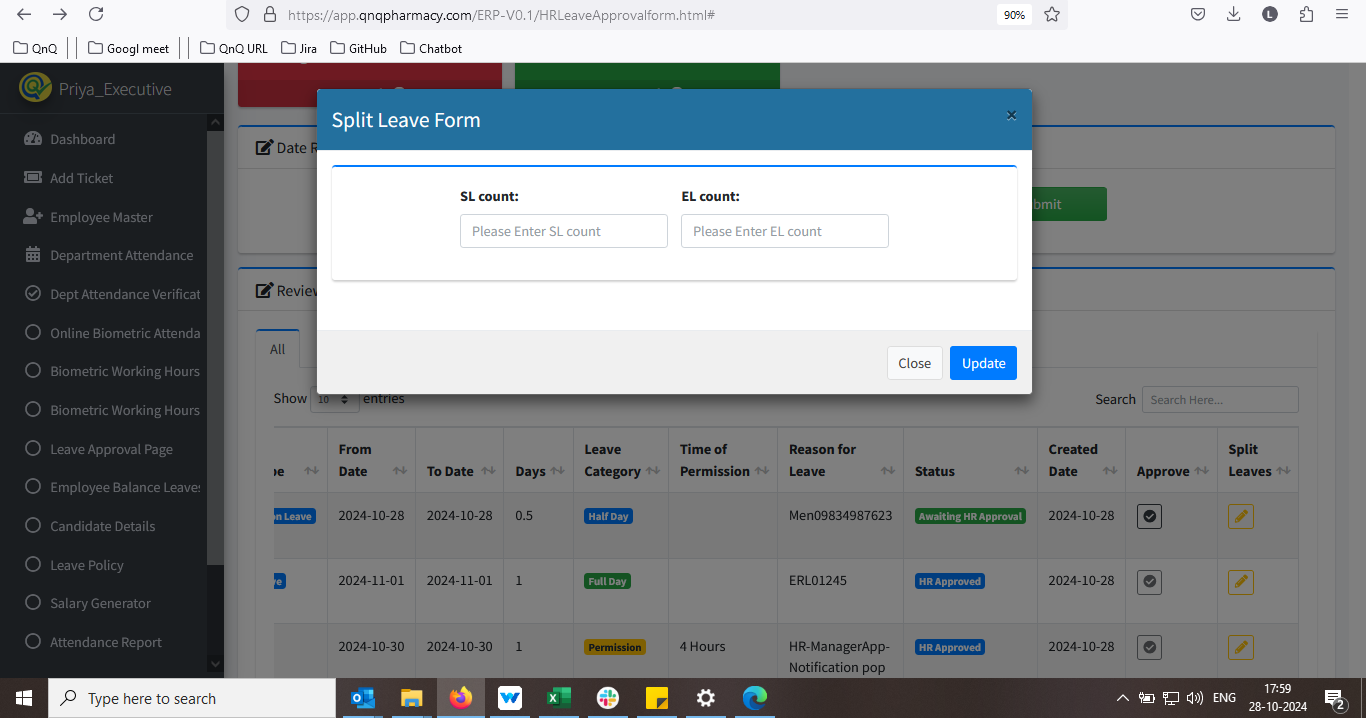 https://app.qnqpharmacy.com/ERP-V0.1/HRLeaveApprovalform.html#
90%
L
QnQ
Googl meet
QnQ URL
Jira
GitHub
Chatbot
Priya_Executive
Dashboard
Add Ticket
Employee Master
Department Attendance
Dept Attendance Verificat
Online Biometric Attenda
Biometric Working Hours
Biometric Working Hours
Leave Approval Page
Employee Balance Leaves
Candidate Details
Leave Policy
Salary Generator
Attendance Report
Split Leave Form
×
Date R
SL count:
EL count:
Please Enter SL count
Please Enter EL count
bmit
Review
All
Close
Update
Show 10 entries
Search
Search Here...
pe
From Date
To Date
Days
Leave Category
Time of Permission
Reason for Leave
Status
Created Date
Approve
Split Leaves
on Leave
2024-10-28
2024-10-28
0.5
Half Day
Men09834987623
Awaiting HR Approval
2024-10-28
ve
2024-11-01
2024-11-01
1
Full Day
ERL01245
HR Approved
2024-10-28
2024-10-30
2024-10-30
1
Permission
4 Hours
HR-ManagerApp-
Notification pop
HR Approved
2024-10-28
Type here to search
ENG
17:59
28-10-2024
2